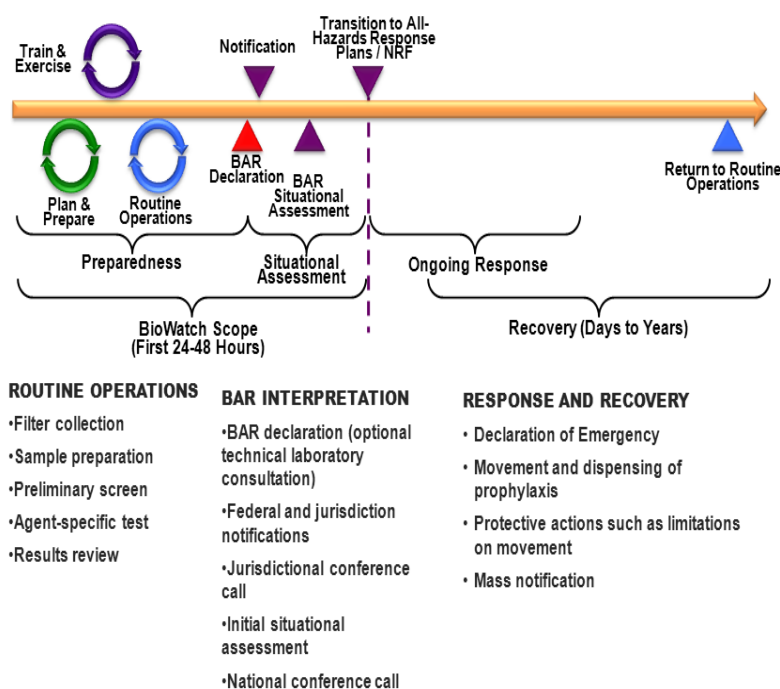 Train &
Exercise
Notification
Transition to All-
Hazards Response
Plans / NRF
Plan &
Prepare
Routine
Operations
BAR
Declaration
BAR
Situational
Assessment
Return to Routine
Operations
Preparedness
Situational
Assessment
Ongoing Response
BioWatch Scope
(First 24-48 Hours)
Recovery (Days to Years)
ROUTINE OPERATIONS
•Filter collection
•Sample preparation
•Preliminary screen
•Agent-specific test
•Results review
BAR INTERPRETATION
•BAR declaration (optional
technical laboratory
consultation)
•Federal and jurisdiction
notifications
•Jurisdictional conference
call
•Initial situational
assessment
•National conference call
RESPONSE AND RECOVERY
• Declaration of Emergency
• Movement and dispensing of
prophylaxis
• Protective actions such as limitations
on movement
• Mass notification